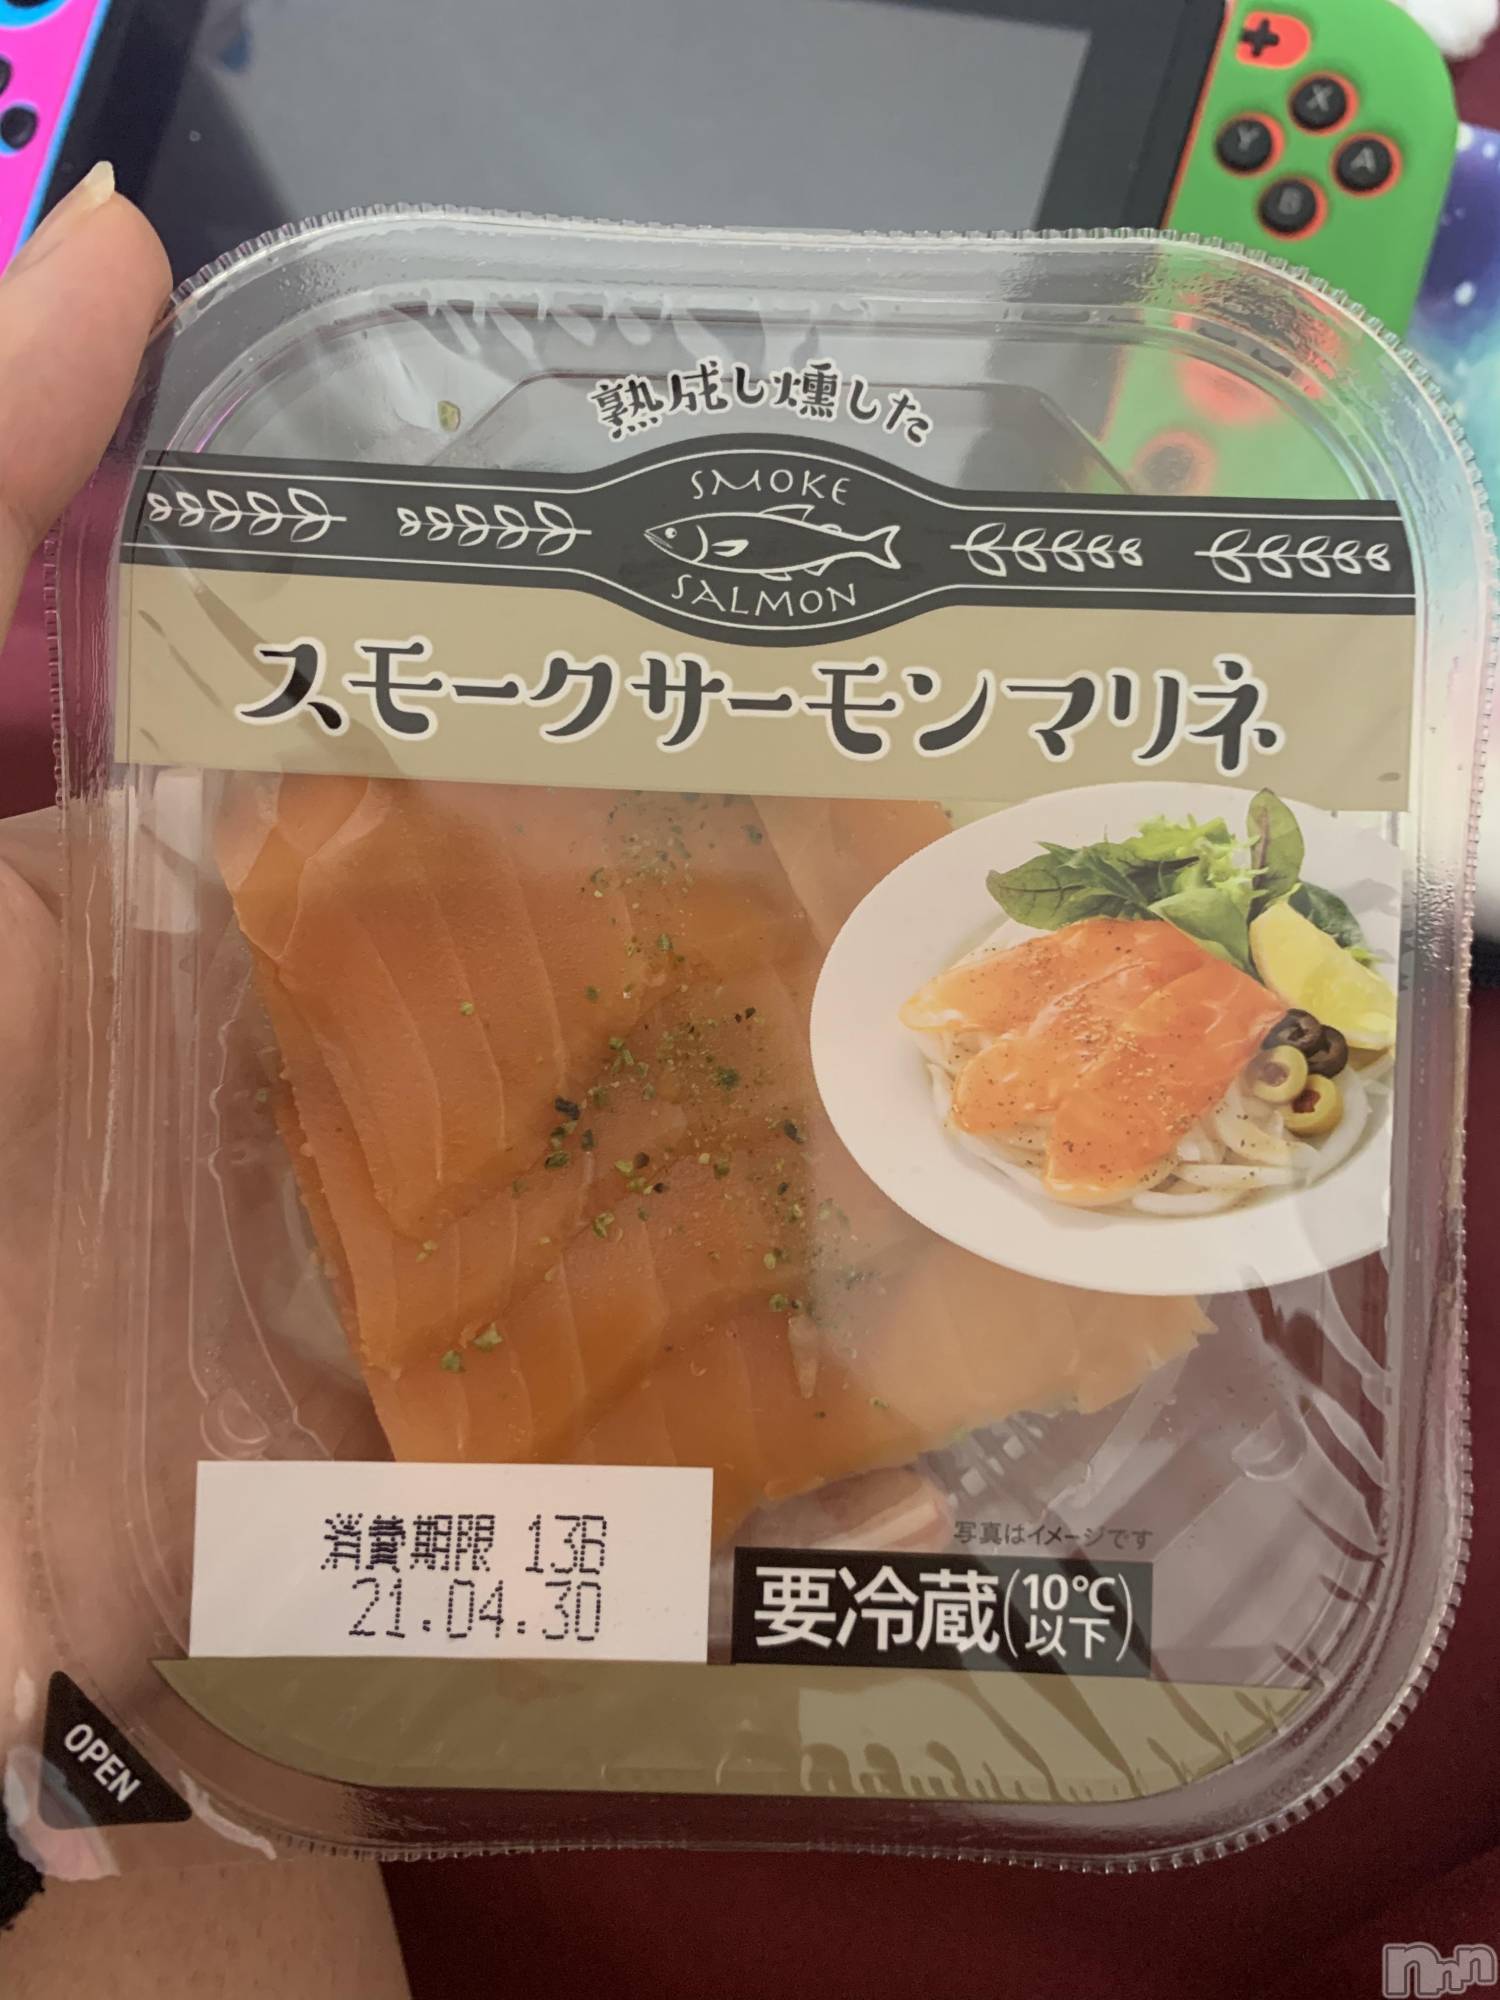 +
X
Y
A
B
熟成し燻した
SMOKE
SALMON
スモークサーモンマリネ
写真はイメージです
消費期限 13B
21.04.30
要冷蔵(10℃以下)
OPEN
nnn